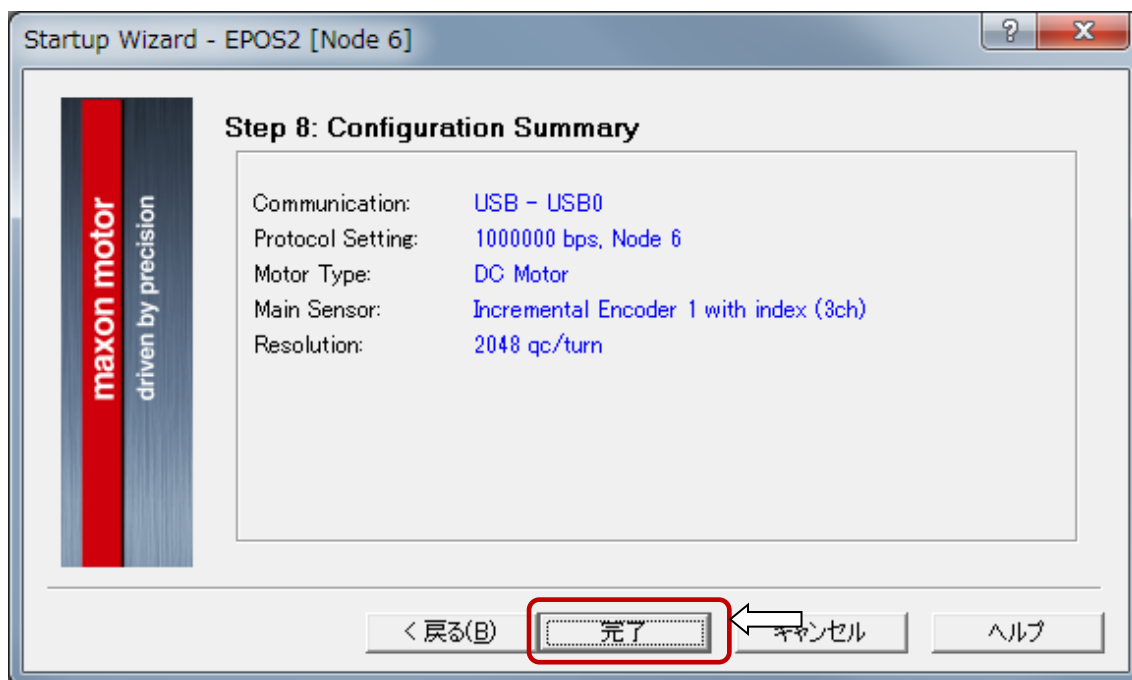 Startup Wizard - EPOS2 [Node 6]
maxon motor
driven by precision
Step 8: Configuration Summary
Communication: USB - USB0
Protocol Setting: 1000000 bps, Node 6
Motor Type: DC Motor
Main Sensor: Incremental Encoder 1 with index (3ch)
Resolution: 2048 qc/turn
< 戻る(B) 完了 キャンセル ヘルプ